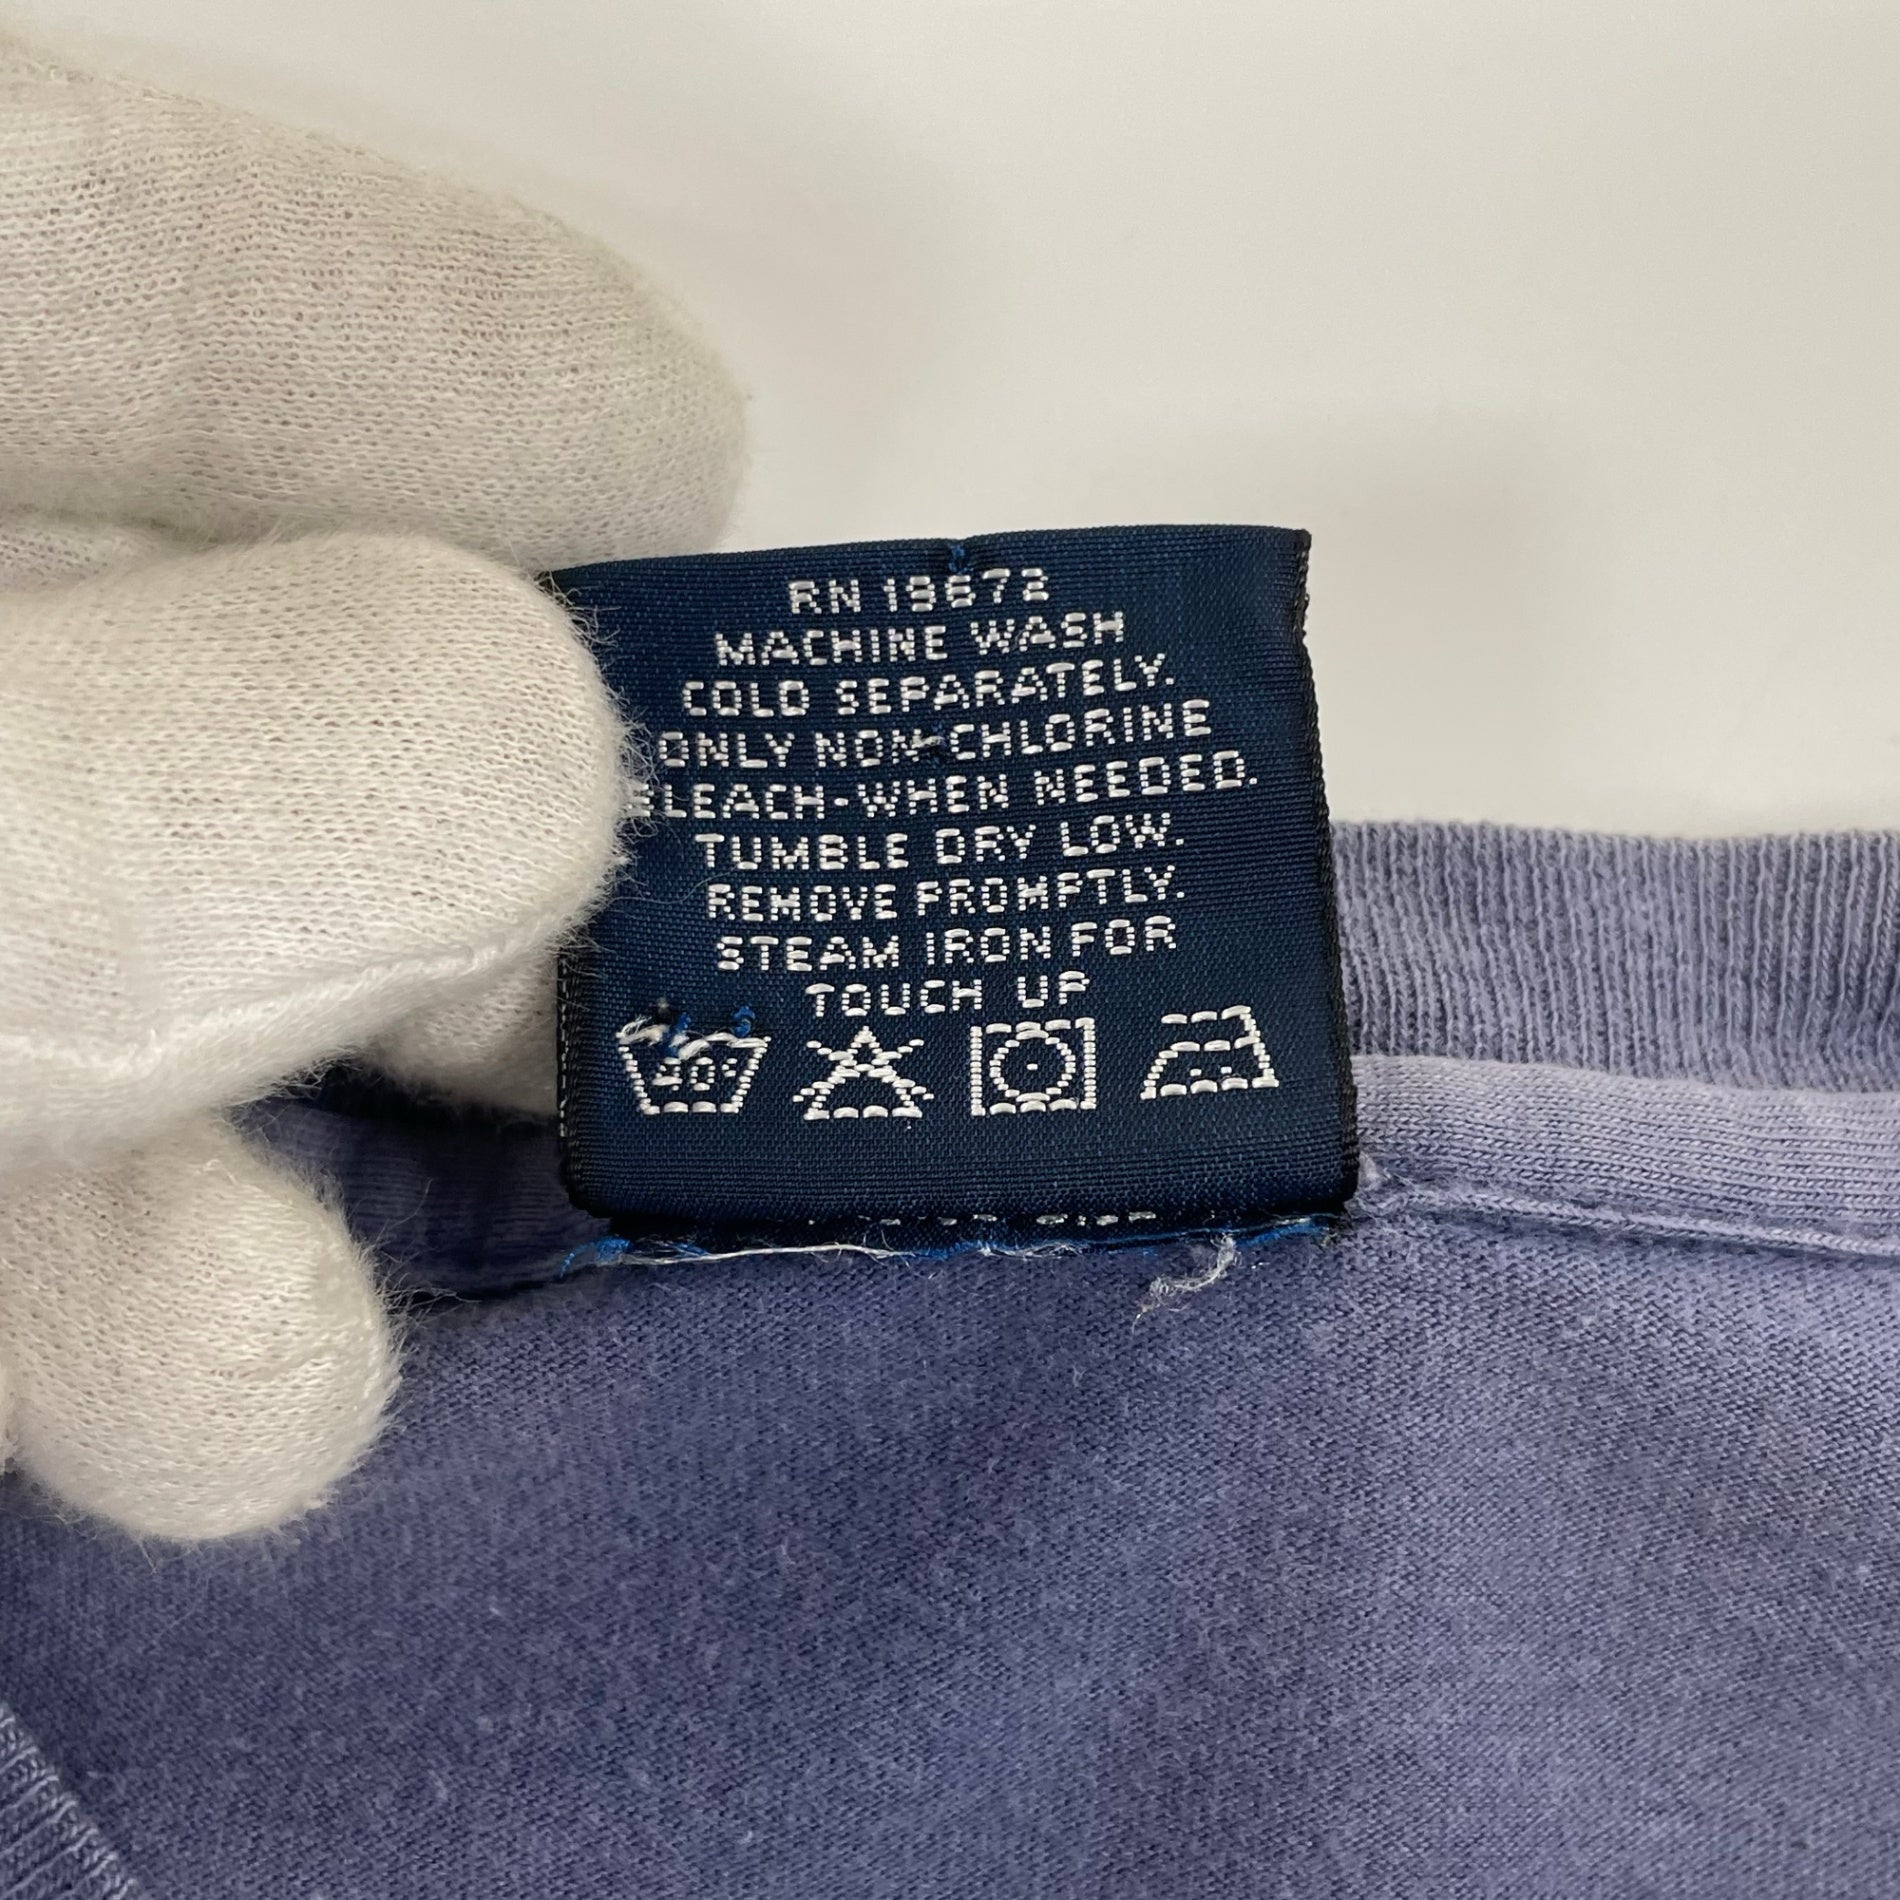 RN 19672
MACHINE WASH
COLD SEPARATELY.
ONLY NON-CHLORINE
BLEACH-WHEN NEEDED.
TUMBLE DRY LOW.
REMOVE PROMPTLY.
STEAM IRON FOR
TOUCH UP
40°